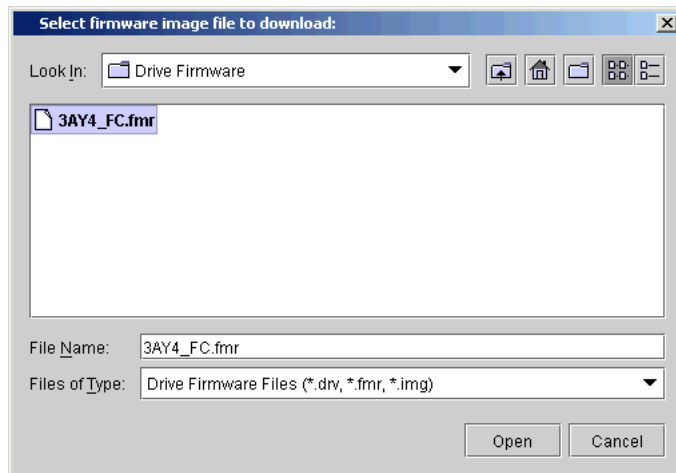 Select firmware image file to download:
Look In: Drive Firmware
3AY4_FC.fmr
File Name: 3AY4_FC.fmr
Files of Type: Drive Firmware Files (*.drv, *.fmr, *.img)
Open Cancel